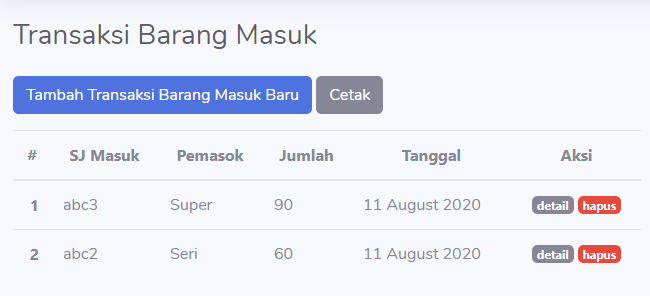 Transaksi Barang Masuk
Tambah Transaksi Barang Masuk Baru Cetak
# SJ Masuk Pemasok Jumlah Tanggal Aksi
1 abc3 Super 90 11 August 2020 detail hapus
2 abc2 Seri 60 11 August 2020 detail hapus